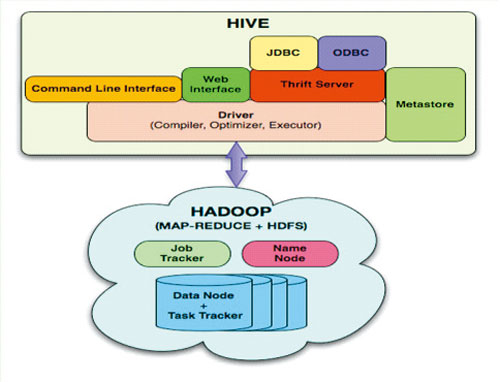 HIVE
JDBC
ODBC
Command Line Interface
Web
Interface
Thrift Server
Metastore
Driver
(Compiler, Optimizer, Executor)
HADOOP
(MAP-REDUCE + HDFS)
Job
Tracker
Name
Node
Data Node
+
Task Tracker